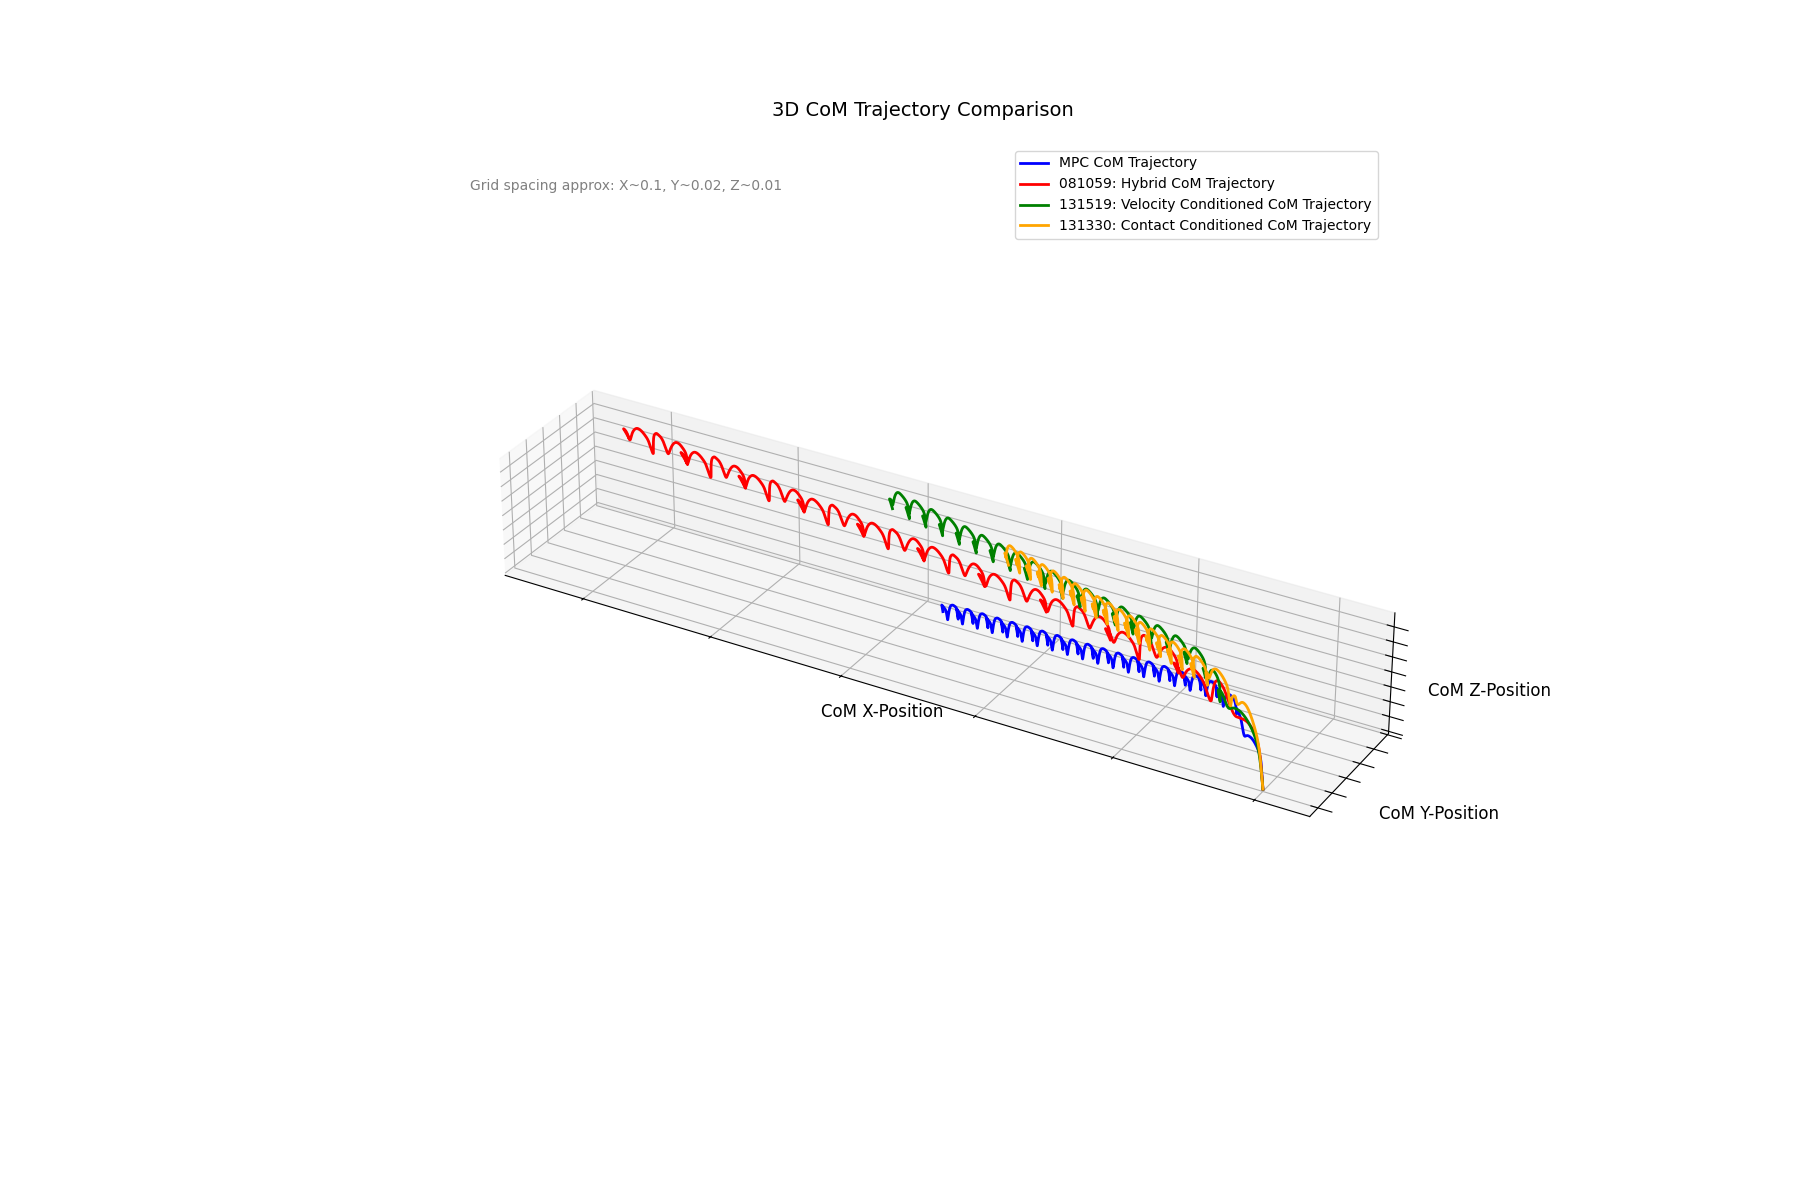 3D CoM Trajectory Comparison
MPC CoM Trajectory
081059: Hybrid CoM Trajectory
131519: Velocity Conditioned CoM Trajectory
131330: Contact Conditioned CoM Trajectory
Grid spacing approx: X~0.1, Y~0.02, Z~0.01
CoM Z-Position
CoM X-Position
CoM Y-Position